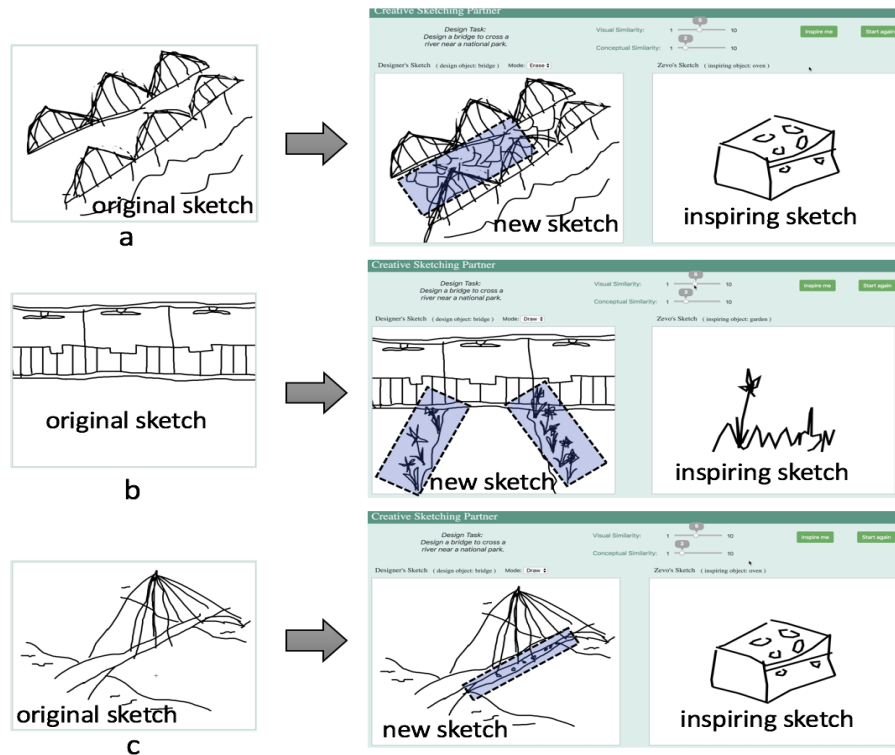 original sketch
a
Creative Sketching Partner
Design Task:
Design a bridge to cross a
river near a national park.
Visual Similarity: 1 10
Conceptual Similarity: 1 10
Inspire me
Start again
Designer's Sketch ( design object: bridge ) Mode: Erase
Zevo's Sketch ( inspiring object: oven )
new sketch
inspiring sketch
original sketch
b
Creative Sketching Partner
Design Task:
Design a bridge to cross a
river near a national park.
Visual Similarity: 1 10
Conceptual Similarity: 1 10
Inspire me
Start again
Designer's Sketch ( design object: bridge ) Mode: Draw
Zevo's Sketch ( inspiring object: garden )
new sketch
inspiring sketch
original sketch
c
Creative Sketching Partner
Design Task:
Design a bridge to cross a
river near a national park.
Visual Similarity: 1 10
Conceptual Similarity: 1 10
Inspire me
Start again
Designer's Sketch ( design object: bridge ) Mode: Draw
Zevo's Sketch ( inspiring object: oven )
new sketch
inspiring sketch